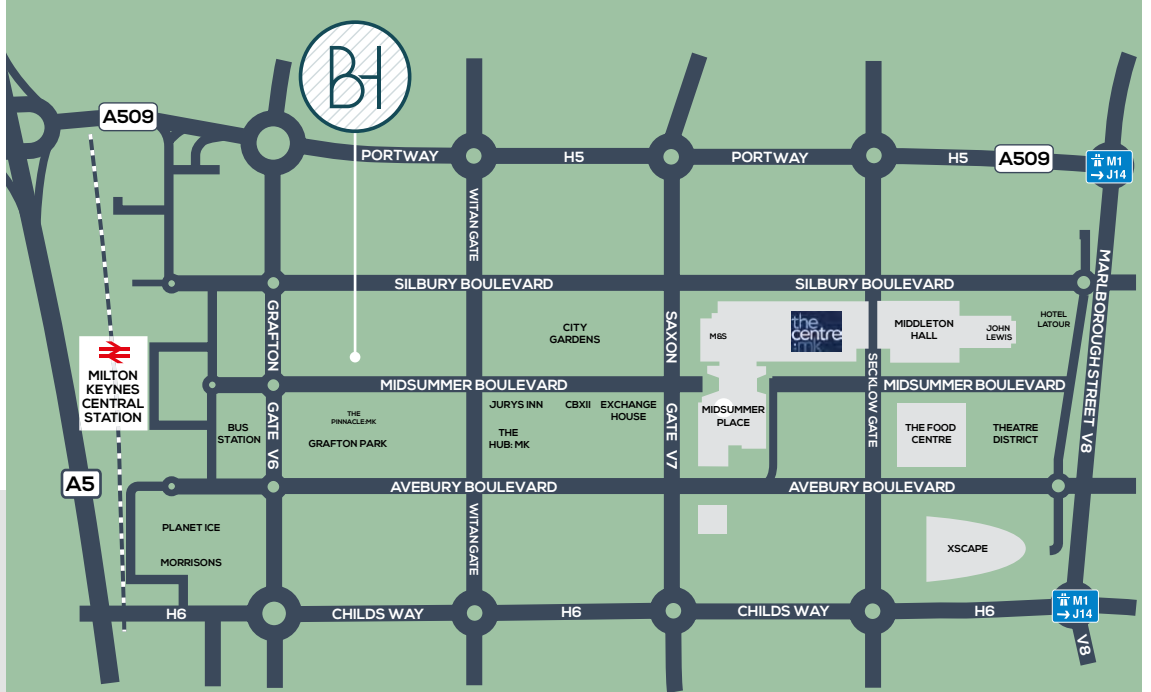 BH
A509
PORTWAY
H5
PORTWAY
H5
A509
M1
J14
WITAN GATE
SILBURY BOULEVARD
SILBURY BOULEVARD
MARLBOROUGH STREET V8
GRAFTON
GATE V6
SAXON
GATE V7
SECKLOW GATE
CITY
GARDENS
M&S
the
centre:
:mk
MIDDLETON
HALL
JOHN
LEWIS
HOTEL
LATOUR
MILTON
KEYNES
CENTRAL
STATION
MIDSUMMER BOULEVARD
MIDSUMMER BOULEVARD
BUS
STATION
THE
PINNACLE:MK
GRAFTON PARK
JURYS INN
CBXII
EXCHANGE
HOUSE
THE
HUB: MK
MIDSUMMER
PLACE
THE FOOD
CENTRE
THEATRE
DISTRICT
A5
AVEBURY BOULEVARD
AVEBURY BOULEVARD
WITAN GATE
PLANET ICE
MORRISONS
XSCAPE
H6
CHILDS WAY
H6
CHILDS WAY
H6
M1
J14
V8